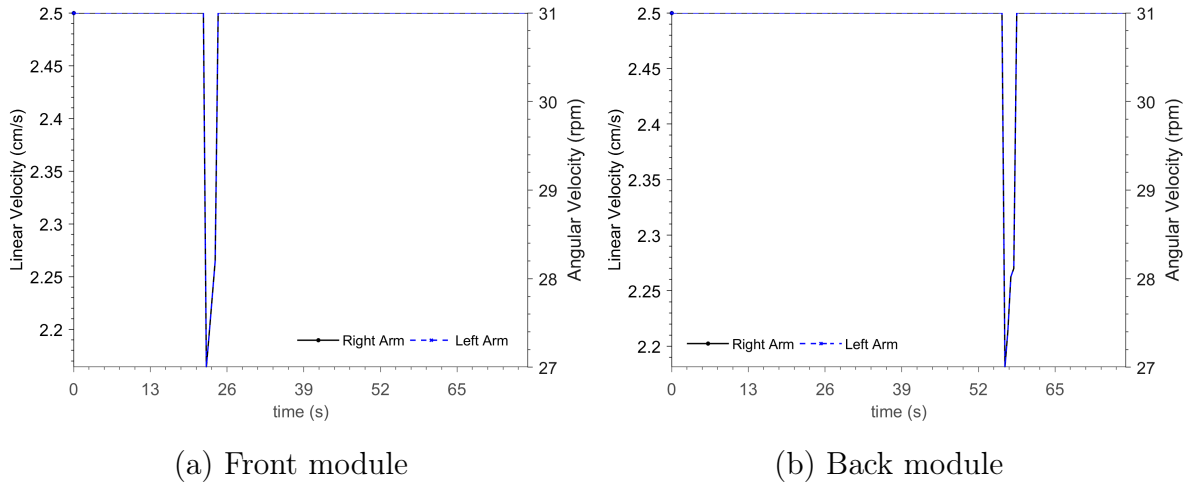 2.5
2.45
2.4
2.35
2.3
2.25
2.2
Linear Velocity (cm/s)
31
30
29
28
27
Angular Velocity (rpm)
Right Arm Left Arm
0 13 26 39 52 65
time (s)
(a) Front module
2.5
2.45
2.4
2.35
2.3
2.25
2.2
Linear Velocity (cm/s)
31
30
29
28
27
Angular Velocity (rpm)
Right Arm Left Arm
0 13 26 39 52 65
time (s)
(b) Back module